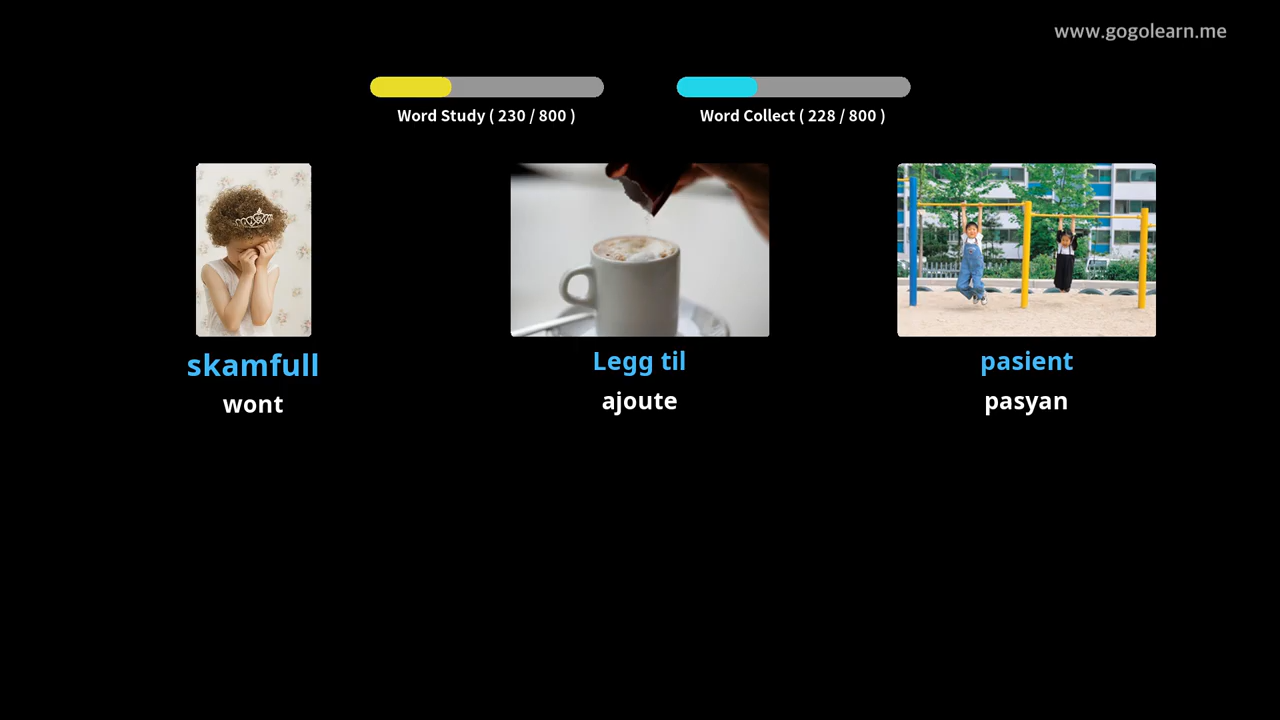 www.gogolearn.me
Word Study ( 230 / 800 )
Word Collect ( 228 / 800 )
skamfull
wont
Legg til
ajoute
pasient
pasyan